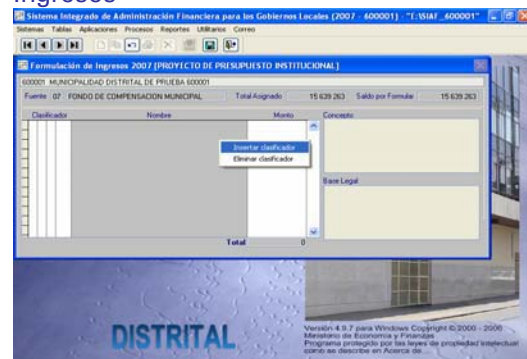 Ingresos
Sistema Integrado de Administración Financiera para los Gobiernos Locales (2007 - 600001) - "E:\SIAF_600001"
Sistemas Tablas Aplicaciones Procesos Reportes Utilitarios Correo
Formulación de Ingresos 2007 [PROYECTO DE PRESUPUESTO INSTITUCIONAL]
600001 MUNICIPALIDAD DISTRITAL DE PRUEBA 600001
Fuente 07 FONDO DE COMPENSACION MUNICIPAL Total Asignado 15 639 263 Saldo por Formular 15 639 263
Clasificador Nombre Monto Concepto
Insertar clasificador
Eliminar clasificador
Base Legal
Total 0
DISTRITAL
Versión 4.9.7 para Windows Copyright © 2000 - 2006
Ministerio de Economía y Finanzas
Programa protegido por las leyes de propiedad intelectual
como se describe en Acerca de...